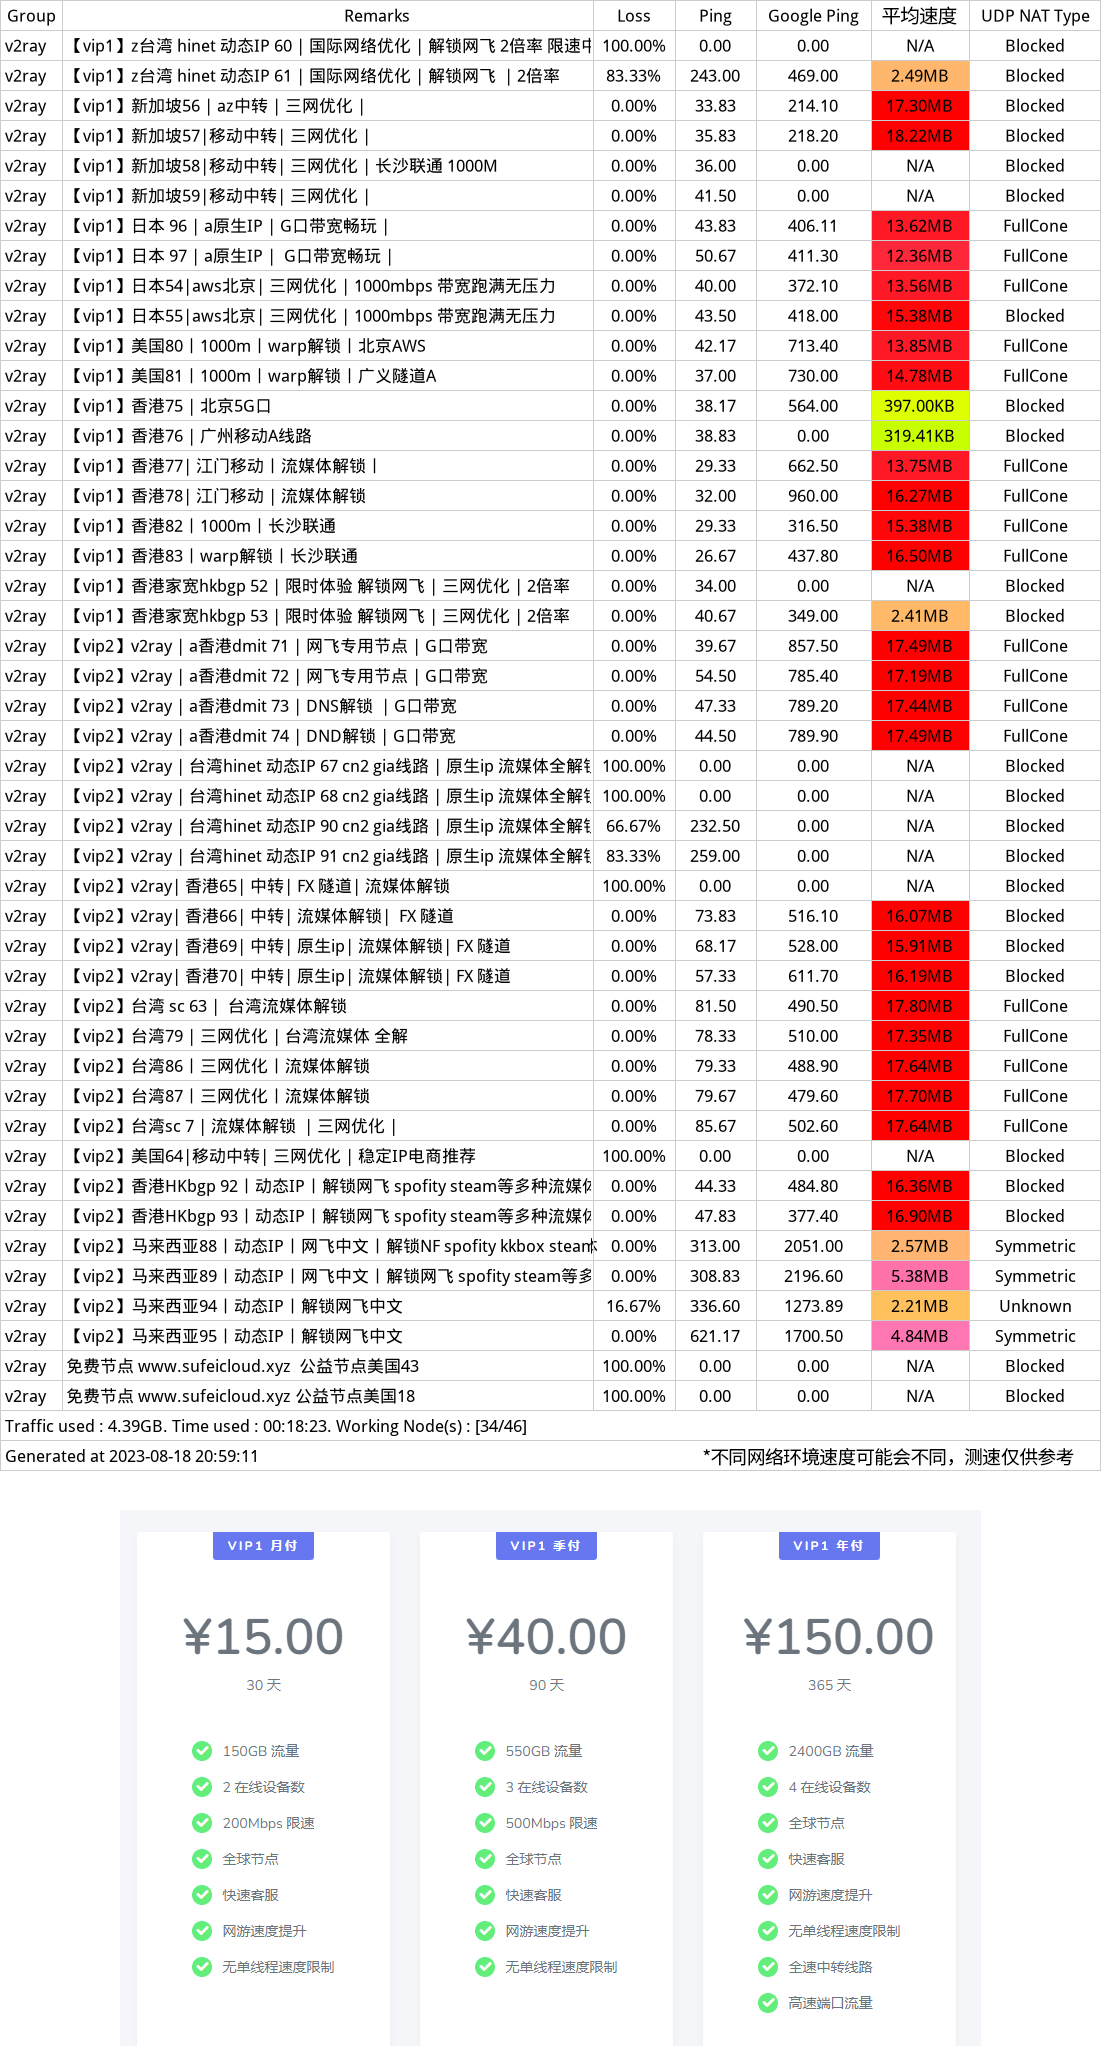 Group Remarks Loss Ping Google Ping 平均速度 UDP NAT Type
v2ray 【vip1】z台湾 hinet 动态IP 60 | 国际网络优化 | 解锁网飞 2倍率 限速中 100.00% 0.00 0.00 N/A Blocked
v2ray 【vip1】z台湾 hinet 动态IP 61 | 国际网络优化 | 解锁网飞 | 2倍率 83.33% 243.00 469.00 2.49MB Blocked
v2ray 【vip1】新加坡56 | az中转 | 三网优化 | 0.00% 33.83 214.10 17.30MB Blocked
v2ray 【vip1】新加坡57|移动中转| 三网优化 | 0.00% 35.83 218.20 18.22MB Blocked
v2ray 【vip1】新加坡58|移动中转| 三网优化 | 长沙联通 1000M 0.00% 36.00 0.00 N/A Blocked
v2ray 【vip1】新加坡59|移动中转| 三网优化 | 0.00% 41.50 0.00 N/A Blocked
v2ray 【vip1】日本 96 | a原生IP | G口带宽畅玩 | 0.00% 43.83 406.11 13.62MB FullCone
v2ray 【vip1】日本 97 | a原生IP | G口带宽畅玩 | 0.00% 50.67 411.30 12.36MB FullCone
v2ray 【vip1】日本54|aws北京| 三网优化 | 1000mbps 带宽跑满无压力 0.00% 40.00 372.10 13.56MB FullCone
v2ray 【vip1】日本55|aws北京| 三网优化 | 1000mbps 带宽跑满无压力 0.00% 43.50 418.00 15.38MB Blocked
v2ray 【vip1】美国80丨1000m丨warp解锁丨北京AWS 0.00% 42.17 713.40 13.85MB FullCone
v2ray 【vip1】美国81丨1000m丨warp解锁丨广义隧道A 0.00% 37.00 730.00 14.78MB FullCone
v2ray 【vip1】香港75 | 北京5G口 0.00% 38.17 564.00 397.00KB Blocked
v2ray 【vip1】香港76 | 广州移动A线路 0.00% 38.83 0.00 319.41KB Blocked
v2ray 【vip1】香港77| 江门移动丨流媒体解锁丨 0.00% 29.33 662.50 13.75MB FullCone
v2ray 【vip1】香港78| 江门移动 | 流媒体解锁 0.00% 32.00 960.00 16.27MB FullCone
v2ray 【vip1】香港82丨1000m丨长沙联通 0.00% 29.33 316.50 15.38MB FullCone
v2ray 【vip1】香港83丨warp解锁丨长沙联通 0.00% 26.67 437.80 16.50MB FullCone
v2ray 【vip1】香港家宽hkbgp 52 | 限时体验 解锁网飞 | 三网优化 | 2倍率 0.00% 34.00 0.00 N/A Blocked
v2ray 【vip1】香港家宽hkbgp 53 | 限时体验 解锁网飞 | 三网优化 | 2倍率 0.00% 40.67 349.00 2.41MB Blocked
v2ray 【vip2】v2ray | a香港dmit 71 | 网飞专用节点 | G口带宽 0.00% 39.67 857.50 17.49MB FullCone
v2ray 【vip2】v2ray | a香港dmit 72 | 网飞专用节点 | G口带宽 0.00% 54.50 785.40 17.19MB FullCone
v2ray 【vip2】v2ray | a香港dmit 73 | DNS解锁 | G口带宽 0.00% 47.33 789.20 17.44MB FullCone
v2ray 【vip2】v2ray | a香港dmit 74 | DND解锁 | G口带宽 0.00% 44.50 789.90 17.49MB FullCone
v2ray 【vip2】v2ray | 台湾hinet 动态IP 67 cn2 gia线路 | 原生ip 流媒体全解锁 100.00% 0.00 0.00 N/A Blocked
v2ray 【vip2】v2ray | 台湾hinet 动态IP 68 cn2 gia线路 | 原生ip 流媒体全解锁 100.00% 0.00 0.00 N/A Blocked
v2ray 【vip2】v2ray | 台湾hinet 动态IP 90 cn2 gia线路 | 原生ip 流媒体全解锁 66.67% 232.50 0.00 N/A Blocked
v2ray 【vip2】v2ray | 台湾hinet 动态IP 91 cn2 gia线路 | 原生ip 流媒体全解锁 83.33% 259.00 0.00 N/A Blocked
v2ray 【vip2】v2ray| 香港65| 中转| FX 隧道| 流媒体解锁 100.00% 0.00 0.00 N/A Blocked
v2ray 【vip2】v2ray| 香港66| 中转| 流媒体解锁| FX 隧道 0.00% 73.83 516.10 16.07MB Blocked
v2ray 【vip2】v2ray| 香港69| 中转| 原生ip| 流媒体解锁| FX 隧道 0.00% 68.17 528.00 15.91MB Blocked
v2ray 【vip2】v2ray| 香港70| 中转| 原生ip| 流媒体解锁| FX 隧道 0.00% 57.33 611.70 16.19MB Blocked
v2ray 【vip2】台湾 sc 63 | 台湾流媒体解锁 0.00% 81.50 490.50 17.80MB FullCone
v2ray 【vip2】台湾79 | 三网优化 | 台湾流媒体 全解 0.00% 78.33 510.00 17.35MB FullCone
v2ray 【vip2】台湾86丨三网优化丨流媒体解锁 0.00% 79.33 488.90 17.64MB FullCone
v2ray 【vip2】台湾87丨三网优化丨流媒体解锁 0.00% 79.67 479.60 17.70MB FullCone
v2ray 【vip2】台湾sc 7 | 流媒体解锁 | 三网优化 | 0.00% 85.67 502.60 17.64MB FullCone
v2ray 【vip2】美国64|移动中转| 三网优化 | 稳定IP电商推荐 100.00% 0.00 0.00 N/A Blocked
v2ray 【vip2】香港HKbgp 92丨动态IP丨解锁网飞 spofity steam等多种流媒体 0.00% 44.33 484.80 16.36MB Blocked
v2ray 【vip2】香港HKbgp 93丨动态IP丨解锁网飞 spofity steam等多种流媒体 0.00% 47.83 377.40 16.90MB Blocked
v2ray 【vip2】马来西亚88丨动态IP丨网飞中文丨解锁NF spofity kkbox steam 0.00% 313.00 2051.00 2.57MB Symmetric
v2ray 【vip2】马来西亚89丨动态IP丨网飞中文丨解锁网飞 spofity steam等多 0.00% 308.83 2196.60 5.38MB Symmetric
v2ray 【vip2】马来西亚94丨动态IP丨解锁网飞中文 16.67% 336.60 1273.89 2.21MB Unknown
v2ray 【vip2】马来西亚95丨动态IP丨解锁网飞中文 0.00% 621.17 1700.50 4.84MB Symmetric
v2ray 免费节点 www.sufeicloud.xyz 公益节点美国43 100.00% 0.00 0.00 N/A Blocked
v2ray 免费节点 www.sufeicloud.xyz 公益节点美国18 100.00% 0.00 0.00 N/A Blocked
Traffic used : 4.39GB. Time used : 00:18:23. Working Node(s) : [34/46]
Generated at 2023-08-18 20:59:11 *不同网络环境速度可能会不同，测速仅供参考
VIP1 月付
¥15.00
30 天
150GB 流量
2 在线设备数
200Mbps 限速
全球节点
快速客服
网游速度提升
无单线程速度限制
VIP1 季付
¥40.00
90 天
550GB 流量
3 在线设备数
500Mbps 限速
全球节点
快速客服
网游速度提升
无单线程速度限制
VIP1 年付
¥150.00
365 天
2400GB 流量
4 在线设备数
全球节点
快速客服
网游速度提升
无单线程速度限制
全速中转线路
高速端口流量